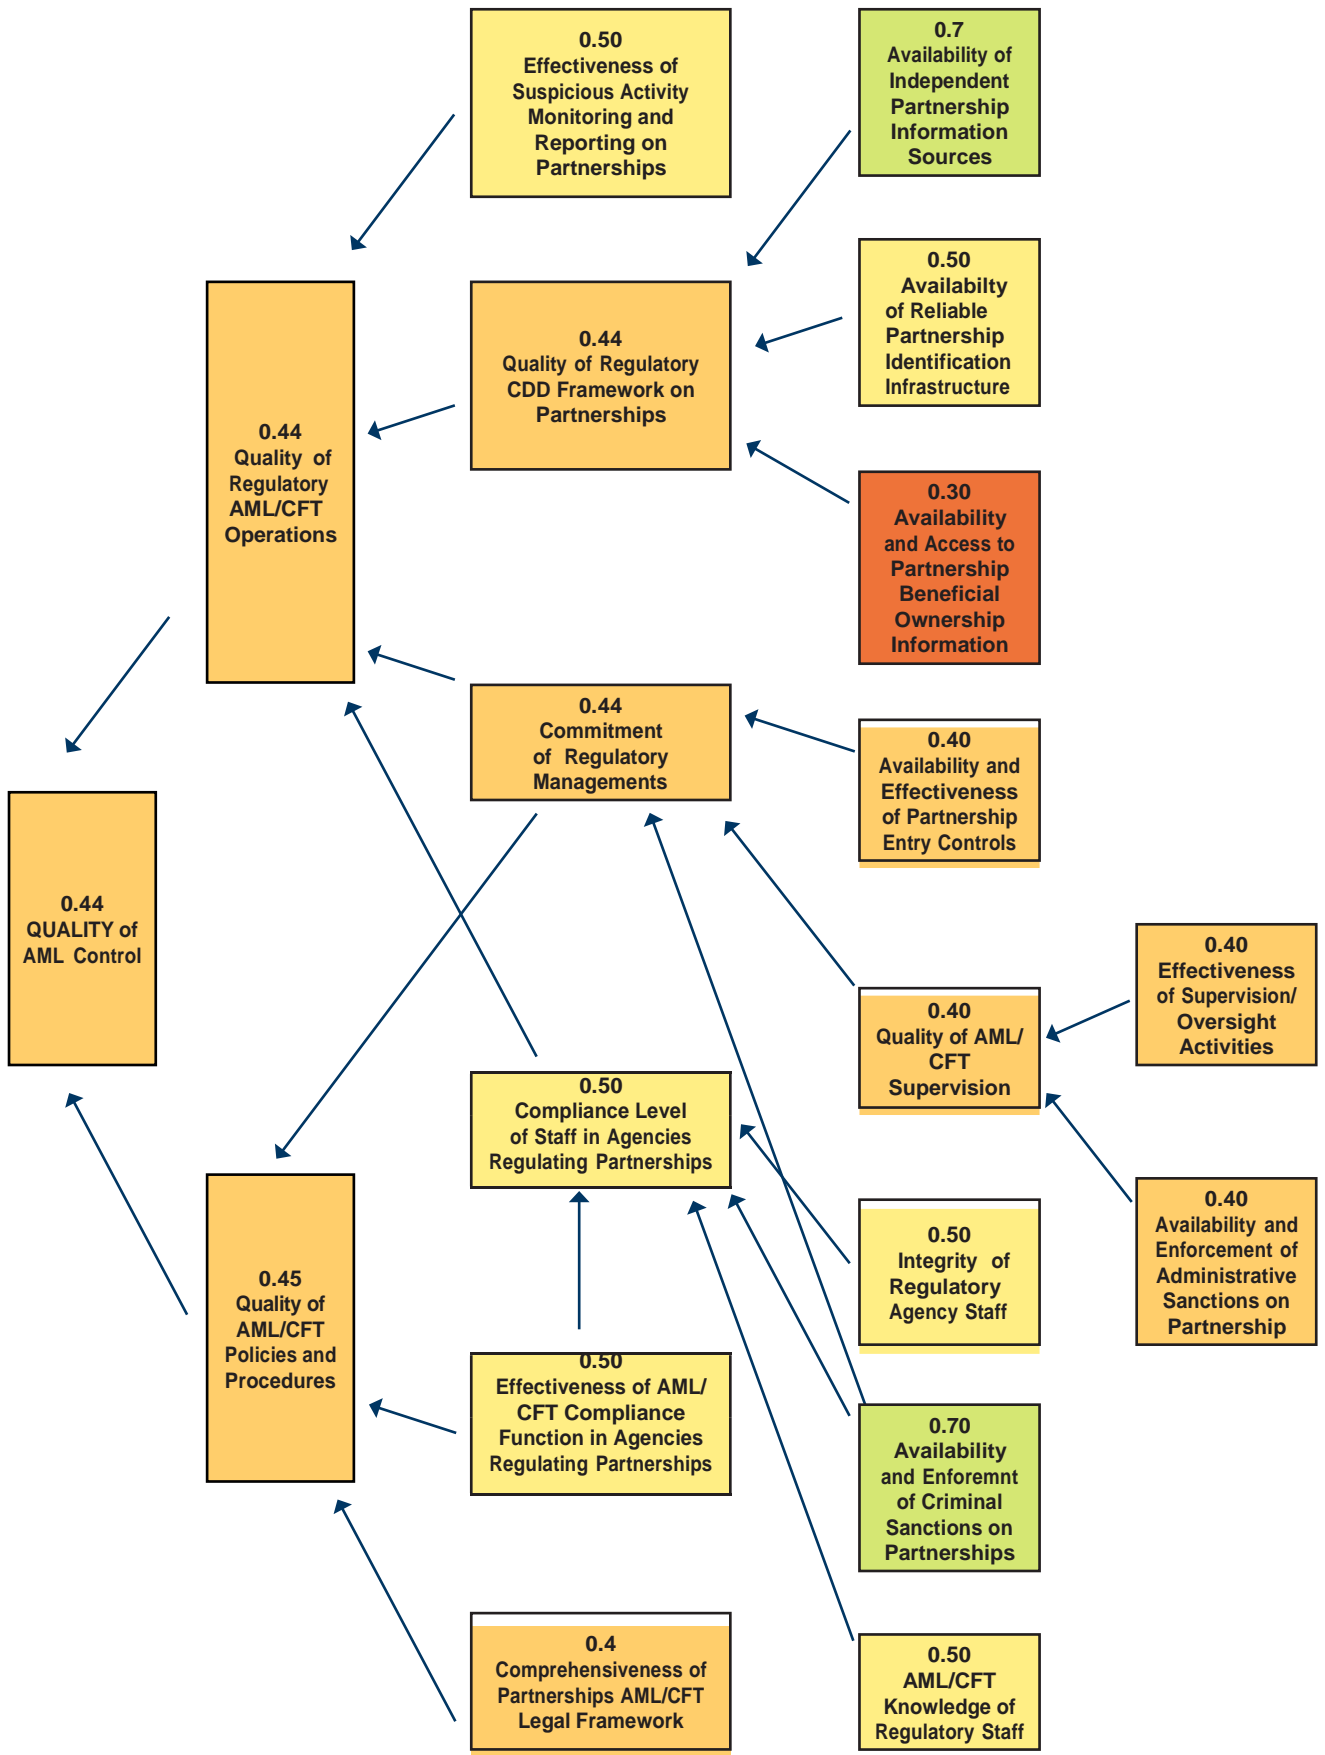 0.50
Effectiveness of
Suspicious Activity
Monitoring and
Reporting on
Partnerships
0.7
Availability of
Independent
Partnership
Information
Sources
0.50
Availabilty
of Reliable
Partnership
Identification
Infrastructure
0.44
Quality of Regulatory
CDD Framework on
Partnerships
0.44
Quality of
Regulatory
AML/CFT
Operations
0.30
Availability
and Access to
Partnership
Beneficial
Ownership
Information
0.44
Commitment
of Regulatory
Managements
0.40
Availability and
Effectiveness
of Partnership
Entry Controls
0.44
QUALITY of
AML Control
0.40
Effectiveness
of Supervision/
Oversight
Activities
0.40
Quality of AML/
CFT
Supervision
0.50
Compliance Level
of Staff in Agencies
Regulating Partnerships
0.40
Availability and
Enforcement of
Administrative
Sanctions on
Partnership
0.50
Integrity of
Regulatory
Agency Staff
0.45
Quality of
AML/CFT
Policies and
Procedures
0.50
Effectiveness of AML/
CFT Compliance
Function in Agencies
Regulating Partnerships
0.70
Availability
and Enforemnt
of Criminal
Sanctions on
Partnerships
0.4
Comprehensiveness of
Partnerships AML/CFT
Legal Framework
0.50
AML/CFT
Knowledge of
Regulatory Staff